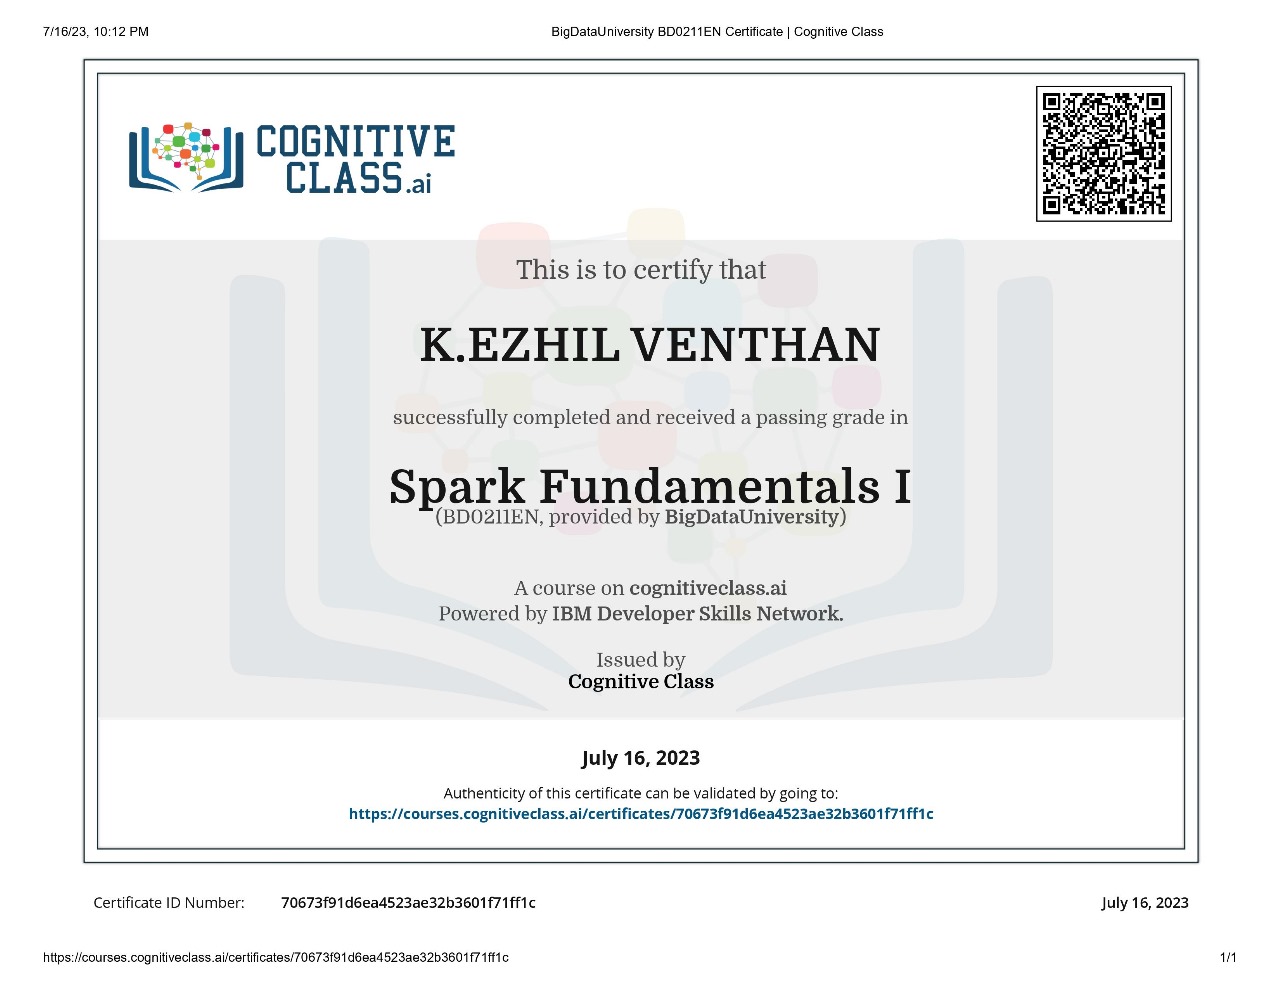 7/16/23, 10:12 PM
BigDataUniversity BD0211EN Certificate | Cognitive Class
COGNITIVE
CLASS.ai
This is to certify that
K.EZHIL VENTHAN
successfully completed and received a passing grade in
Spark Fundamentals I
(BD0211EN, provided by BigDataUniversity)
A course on cognitiveclass.ai
Powered by IBM Developer Skills Network.
Issued by
Cognitive Class
July 16, 2023
Authenticity of this certificate can be validated by going to:
https://courses.cognitiveclass.ai/certificates/70673f91d6ea4523ae32b3601f71ff1c
Certificate ID Number: 70673f91d6ea4523ae32b3601f71ff1c
July 16, 2023
https://courses.cognitiveclass.ai/certificates/70673f91d6ea4523ae32b3601f71ff1c
1/1